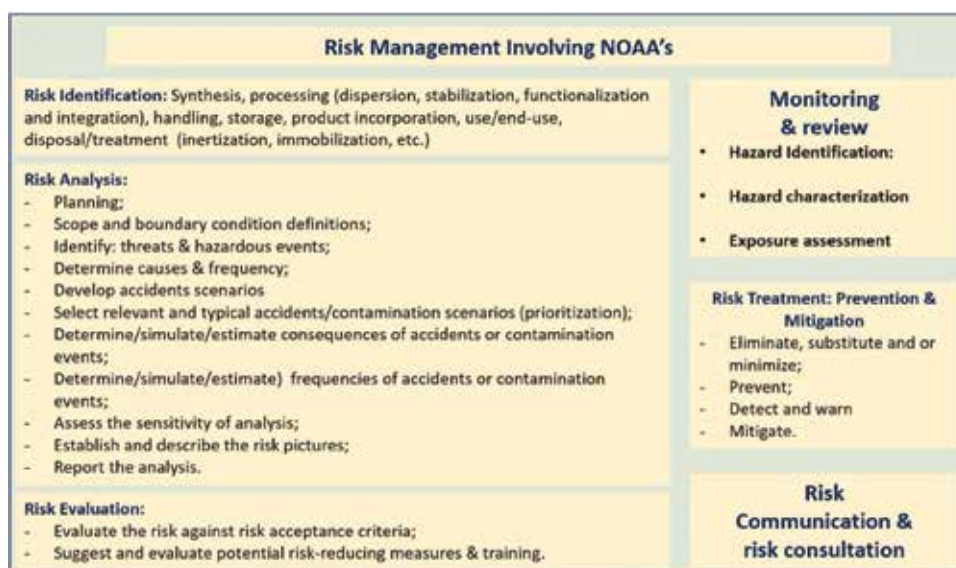 Risk Management Involving NOAA's
Risk Identification: Synthesis, processing (dispersion, stabilization, functionalization
and integration), handling, storage, product incorporation, use/end-use,
disposal/treatment (inertization, immobilization, etc.)
Risk Analysis:
- Planning;
- Scope and boundary condition definitions;
- Identify: threats & hazardous events;
- Determine causes & frequency;
- Develop accidents scenarios
- Select relevant and typical accidents/contamination scenarios (prioritization);
- Determine/simulate/estimate consequences of accidents or contamination
events;
- Determine/simulate/estimate) frequencies of accidents or contamination
events;
- Assess the sensitivity of analysis;
- Establish and describe the risk pictures;
- Report the analysis.
Risk Evaluation:
- Evaluate the risk against risk acceptance criteria;
- Suggest and evaluate potential risk-reducing measures & training.
Monitoring
& review
• Hazard Identification:
• Hazard characterization
• Exposure assessment
Risk Treatment: Prevention &
Mitigation
- Eliminate, substitute and or
minimize;
- Prevent;
- Detect and warn
- Mitigate.
Risk
Communication &
risk consultation